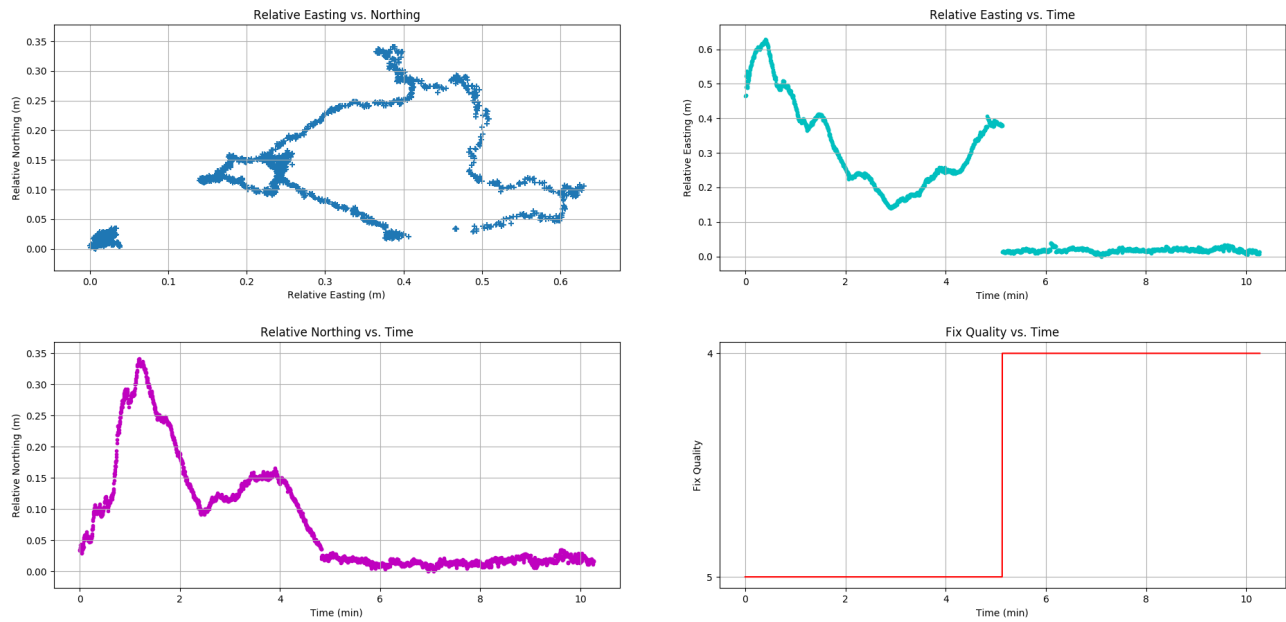 Relative Easting vs. Northing
Relative Northing (m)
0.35
0.30
0.25
0.20
0.15
0.10
0.05
0.00
0.0 0.1 0.2 0.3 0.4 0.5 0.6
Relative Easting (m)
Relative Easting vs. Time
Relative Easting (m)
0.6
0.5
0.4
0.3
0.2
0.1
0.0
0 2 4 6 8 10
Time (min)
Relative Northing vs. Time
Relative Northing (m)
0.35
0.30
0.25
0.20
0.15
0.10
0.05
0.00
0 2 4 6 8 10
Time (min)
Fix Quality vs. Time
Fix Quality
4
5
0 2 4 6 8 10
Time (min)